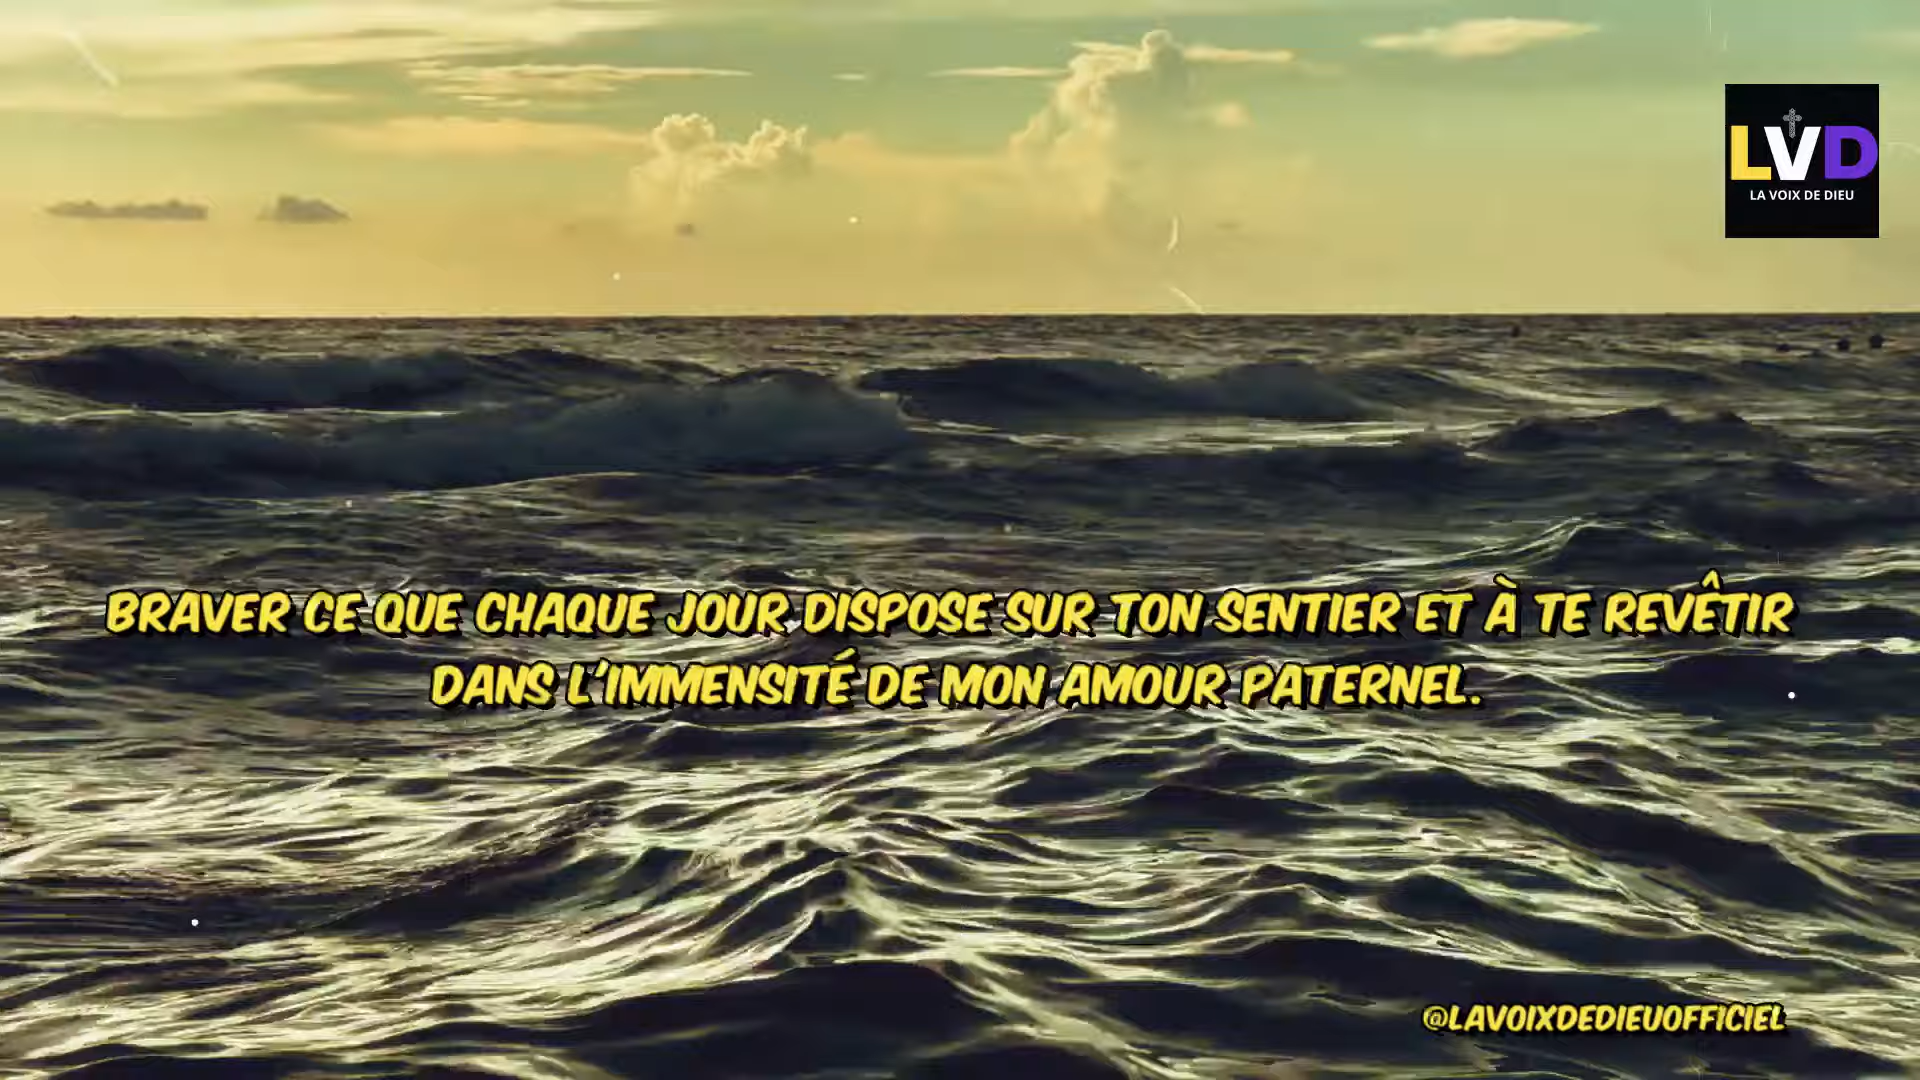 LVD
LA VOIX DE DIEU
BRAVER CE QUE CHAQUE JOUR DISPOSE SUR TON SENTIER ET À TE REVÊTIR
DANS L'IMMENSITÉ DE MON AMOUR PATERNEL.
@LAVOIXDEDIEUOFFICIEL